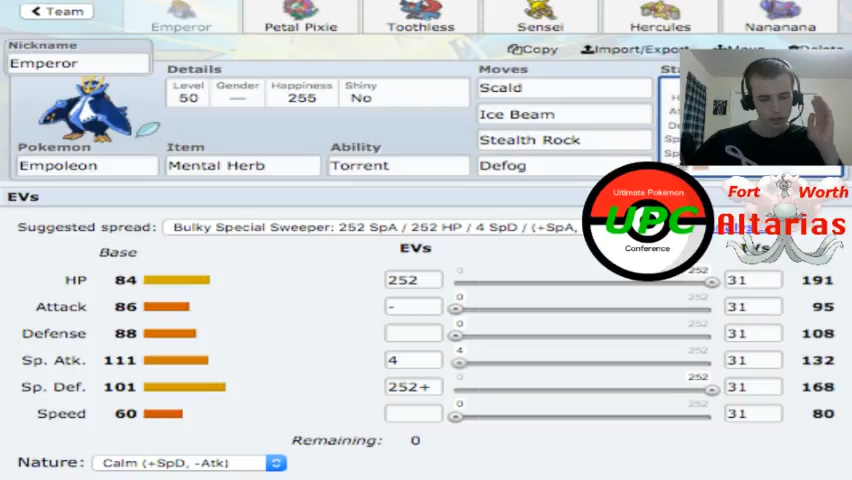 Team
Emperor
Petal Pixie
Toothless
Sensei
Hercules
Nananana
Copy
Import/Export
Move
Delete
Nickname
Emperor
Details
Level
50
Gender
—
Happiness
255
Shiny
No
Moves
Scald
Ice Beam
Stealth Rock
Defog
Pokemon
Empoleon
Item
Mental Herb
Ability
Torrent
EVs
Suggested spread: Bulky Special Sweeper: 252 SpA / 252 HP / 4 SpD / (+SpA,
Ultimate Pokémon
UPC
Conference
Fort Worth
Altarias
Base EVs
HP 84 252 0 252 31 191
Attack 86 - 0 252 31 95
Defense 88 0 252 31 108
Sp. Atk. 111 4 4 252 31 132
Sp. Def. 101 252+ 0 252 31 168
Speed 60 0 252 31 80
Remaining: 0
Nature: Calm (+SpD, -Atk)